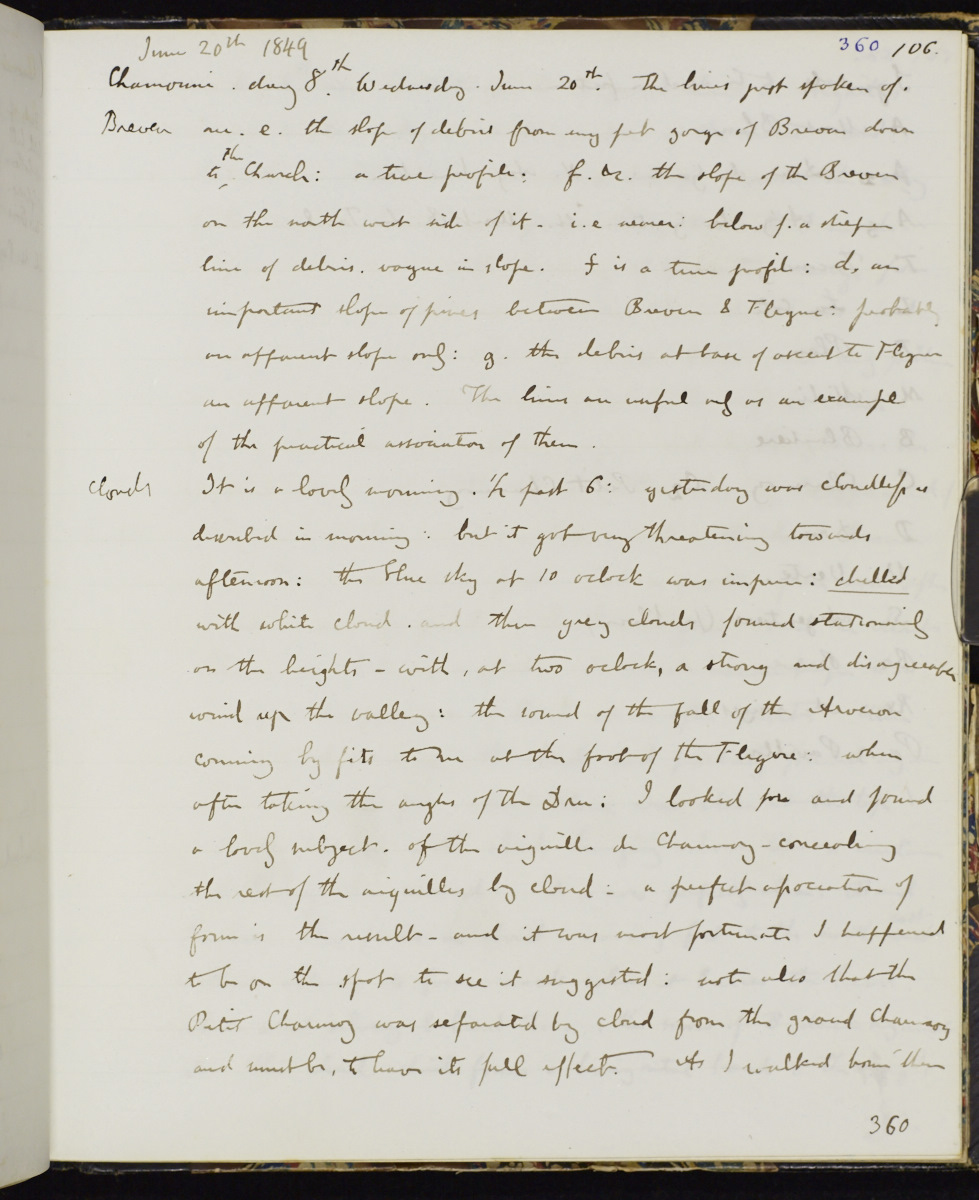 June 20th 1849
360 106.
Chamouni. day 8th. Wednesday. June 20th. The lines just spoken of.
Breven are. e. the slope of debris from my pet gorge of Breven down
to the Church: a true profile: f. &c. the slope of the Breven
on the north west side of it - i.e nearer: below f. a steeper
line of debris. vague in slope. f is a true profile: d. an
important slope of pines between Breven & Flegere: probably
an apparent slope only: g. the debris at base of ascent to Flegere
an apparent slope. The lines are useful only as an example
of the practical association of them.
Clouds It is a lovely morning. ½ past 6: yesterday was cloudless as
described in morning: but it got very threatening towards
afternoon: the blue sky at 10 oclock was impure: chilled
with white cloud. and then grey clouds formed stationarily
on the heights - with, at two oclock, a strong and disagreeable
wind up the valley: the sound of the fall of the Arveron
coming by fits to me at the foot of the Flegere: when
after taking the angles of the Dru: I looked and found
a lovely subject. of the aiguille de Charmoz - concealing
the rest of the aiguilles by cloud: a perfect association of
form is the result - and it was most fortunate I happened
to be on the spot to see it suggested: note also that the
Petit Charmoz was separated by cloud from the grand Charmoz
and must be, to have its full effect. As I walked home then
360